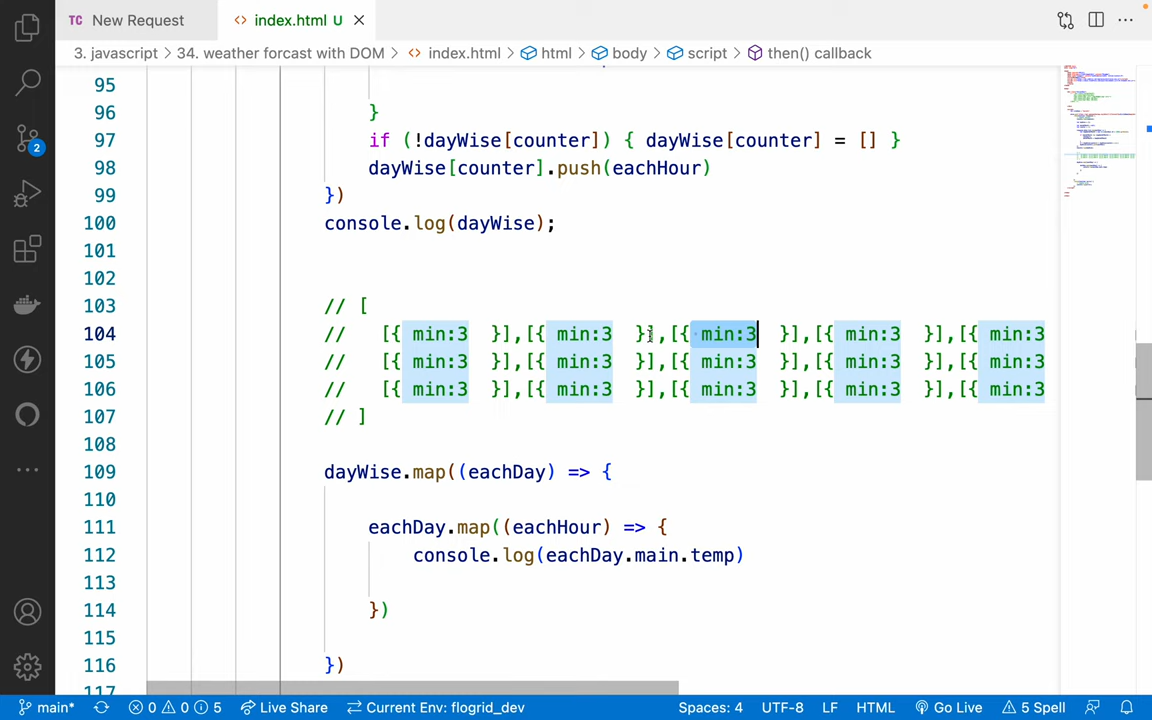 TC New Request
<> index.html U ×
3. javascript > 34. weather forcast with DOM > <> index.html > html > body > script > then() callback
95
96 }
97 if (!dayWise[counter]) { dayWise[counter] = [] }
98 dayWise[counter].push(eachHour)
99 })
100 console.log(dayWise);
101
102
103 // [
104 // [{ min:3 }],[{ min:3 }],[{ min:3 }],[{ min:3 }],[{ min:3
105 // [{ min:3 }],[{ min:3 }],[{ min:3 }],[{ min:3 }],[{ min:3
106 // [{ min:3 }],[{ min:3 }],[{ min:3 }],[{ min:3 }],[{ min:3
107 // ]
108
109 dayWise.map((eachDay) => {
110
111 eachDay.map((eachHour) => {
112 console.log(eachDay.main.temp)
113
114 })
115
116 })
117
2
main* 0 0 5 Live Share Current Env: flogrid_dev Spaces: 4 UTF-8 LF HTML Go Live 5 Spell